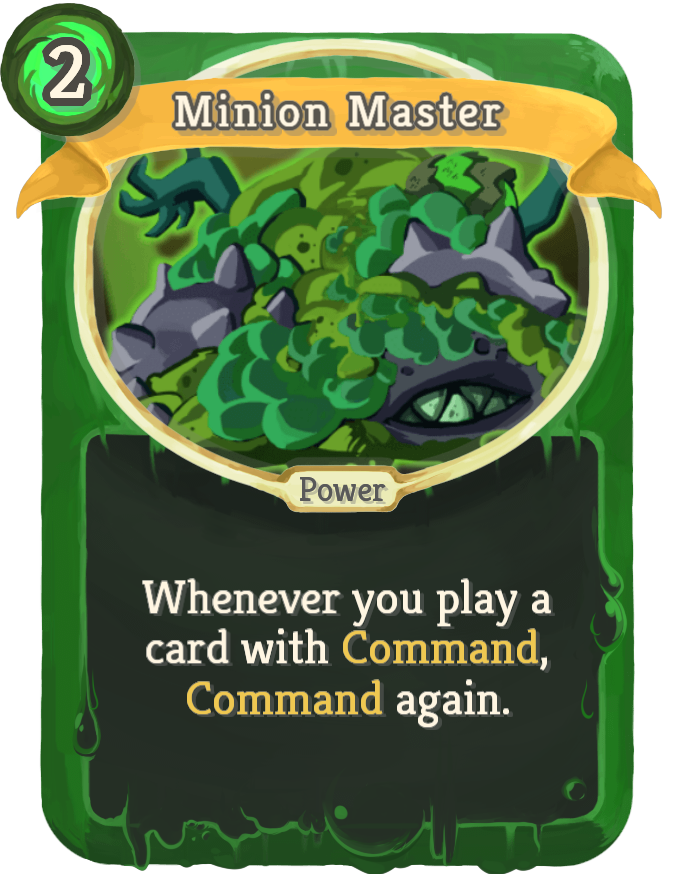 2
Minion Master
Power
Whenever you play a
card with Command,
Command again.